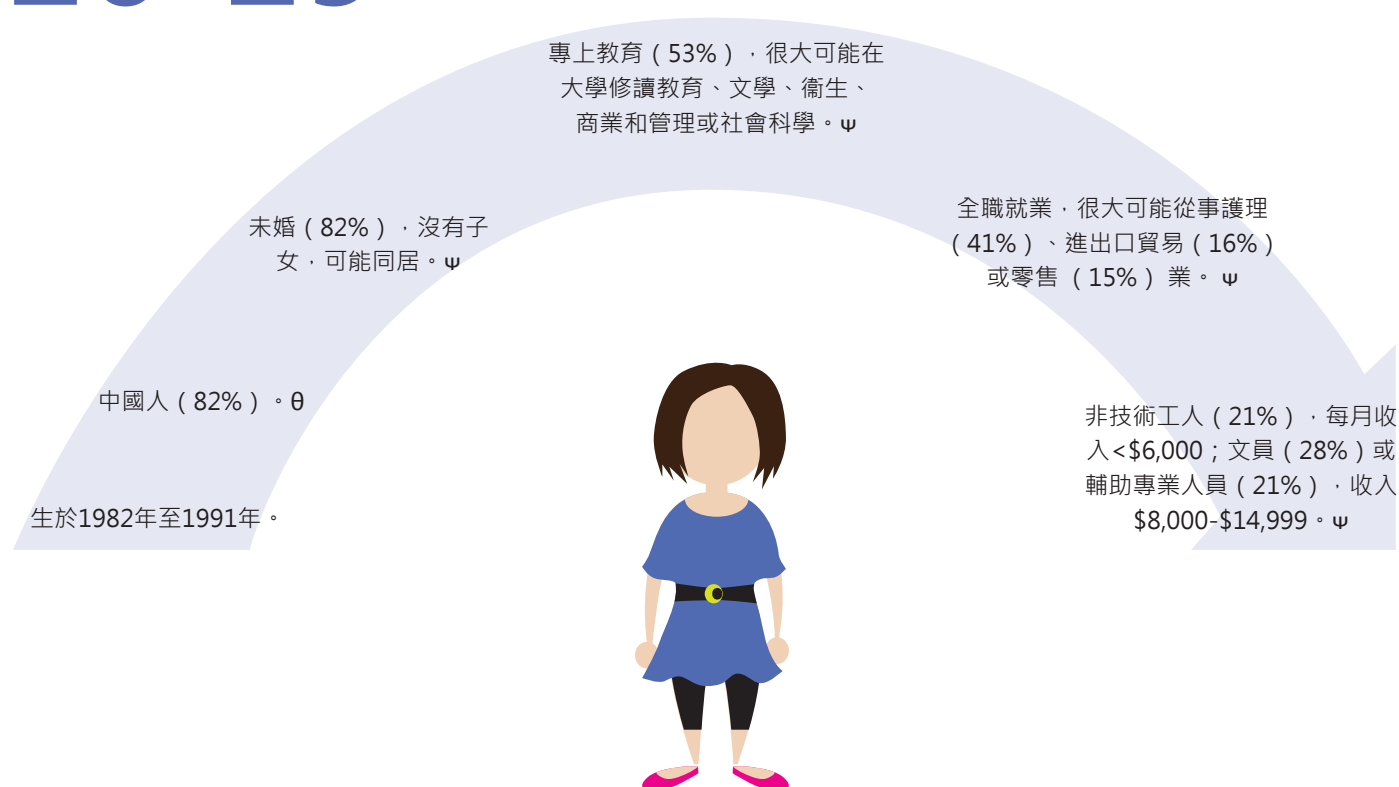 專上教育（53%），很大可能在
大學修讀教育、文學、衞生、
商業和管理或社會科學。ψ
未婚（82%），沒有子
女，可能同居。ψ
全職就業，很大可能從事護理
（41%）、進出口貿易（16%）
或零售（15%）業。ψ
中國人（82%）。θ
非技術工人（21%），每月收
入<$6,000；文員（28%）或
輔助專業人員（21%），收入
$8,000-$14,999。ψ
生於1982年至1991年。